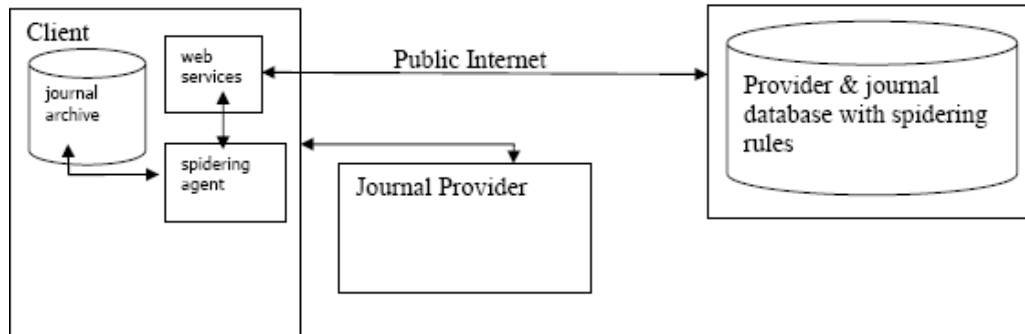 Client
web
services
journal
archive
spidering
agent
Public Internet
Journal Provider
Provider & journal
database with spidering
rules